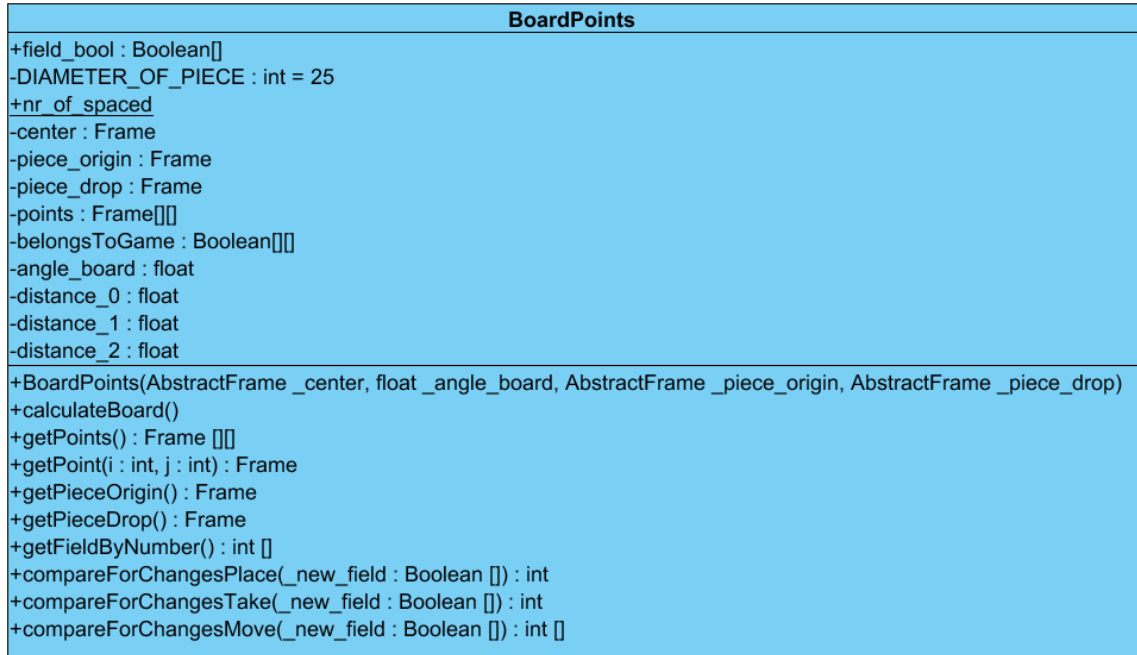 BoardPoints
+field_bool : Boolean[]
-DIAMETER_OF_PIECE : int = 25
+nr_of_spaced
-center : Frame
-piece_origin : Frame
-piece_drop : Frame
-points : Frame[][]
-belongsToGame : Boolean[][]
-angle_board : float
-distance_0 : float
-distance_1 : float
-distance_2 : float
+BoardPoints(AbstractFrame _center, float _angle_board, AbstractFrame _piece_origin, AbstractFrame _piece_drop)
+calculateBoard()
+getPoints() : Frame [][]
+getPoint(i : int, j : int) : Frame
+getPieceOrigin() : Frame
+getPieceDrop() : Frame
+getFieldByNumber() : int []
+compareForChangesPlace(_new_field : Boolean []) : int
+compareForChangesTake(_new_field : Boolean []) : int
+compareForChangesMove(_new_field : Boolean []) : int []